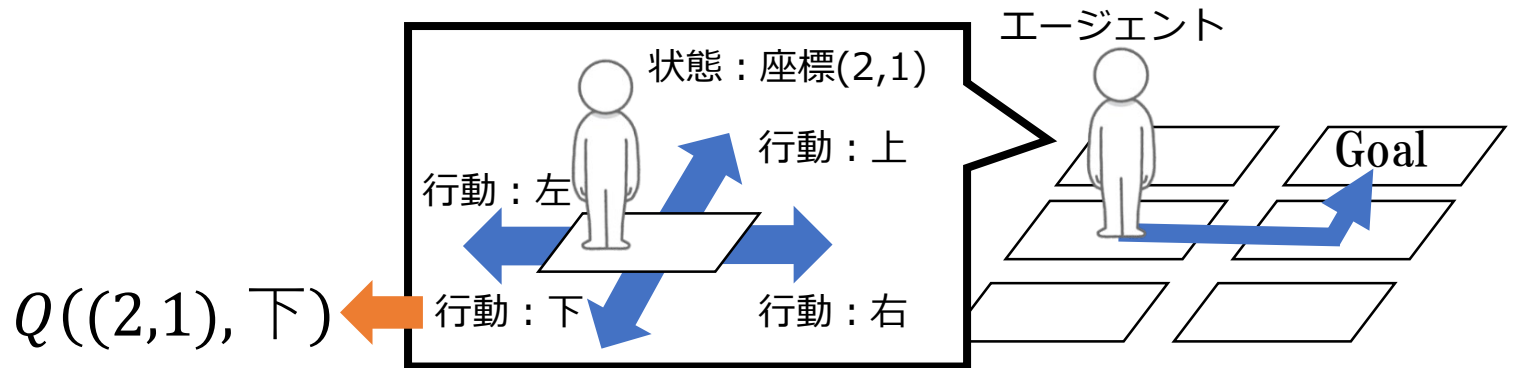 エージェント
状態：座標(2,1)
行動：上
行動：左
Goal
行動：下
行動：右
Q((2,1), 下)